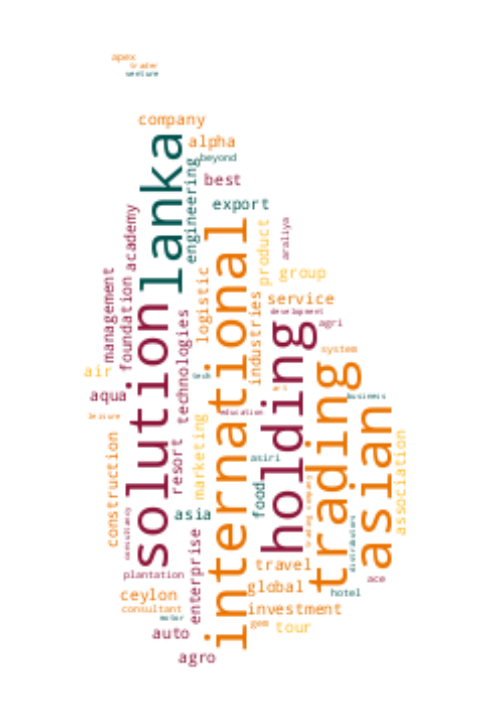 apex
trader
venture
company
alpha
beyond
best
lanka
engineering
export
academy
araliya
product
international
group
management
foundation
logistic
industries
service
development
solution
technologies
holding
agri
system
air
tech
trading
aqua
art
business
leisure
education
asian
marketing
construction
resort
association
asiri
food
trading company
consultancy
asia
distributors
enterprise
travel
plantation
ace
global
hotel
ceylon
consultant
investment
motor
gem
tour
auto
agro